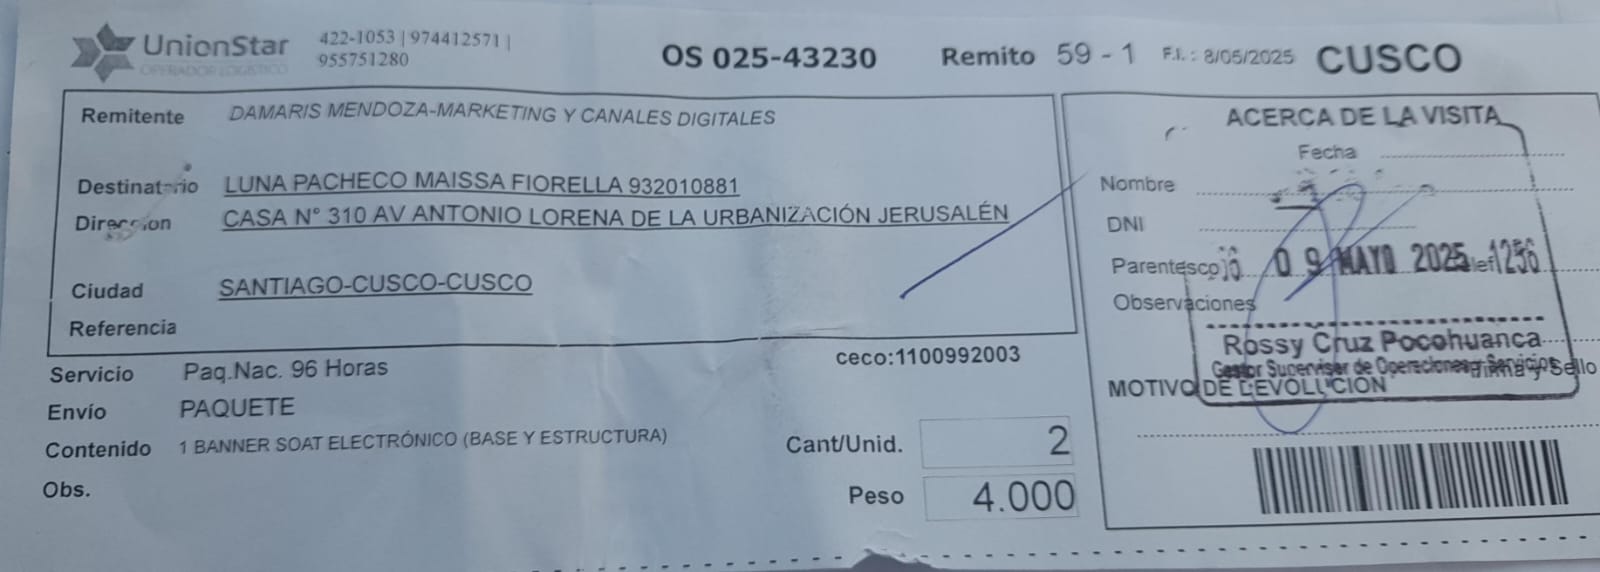 UnionStar
OPERADOR LOGISTICO
422-1053 | 974412571 |
955751280
OS 025-43230
Remito 59 - 1
F.I. : 8/05/2025
CUSCO
Remitente DAMARIS MENDOZA-MARKETING Y CANALES DIGITALES
Destinatario LUNA PACHECO MAISSA FIORELLA 932010881
Dirección CASA N° 310 AV ANTONIO LORENA DE LA URBANIZACIÓN JERUSALÉN
Ciudad SANTIAGO-CUSCO-CUSCO
Referencia
Servicio Paq.Nac. 96 Horas
ceco:1100992003
Envío PAQUETE
Contenido 1 BANNER SOAT ELECTRÓNICO (BASE Y ESTRUCTURA)
Cant/Unid. 2
Obs.
Peso 4.000
ACERCA DE LA VISITA
Fecha
Nombre
DNI
Parentesco
09 MAYO 2025 1256
Observaciones
Rossy Cruz Pocohuanca
Gestor Supervisor de Operaciones y Servicios
Firma y Sello
MOTIVO DE DEVOLUCIÓN